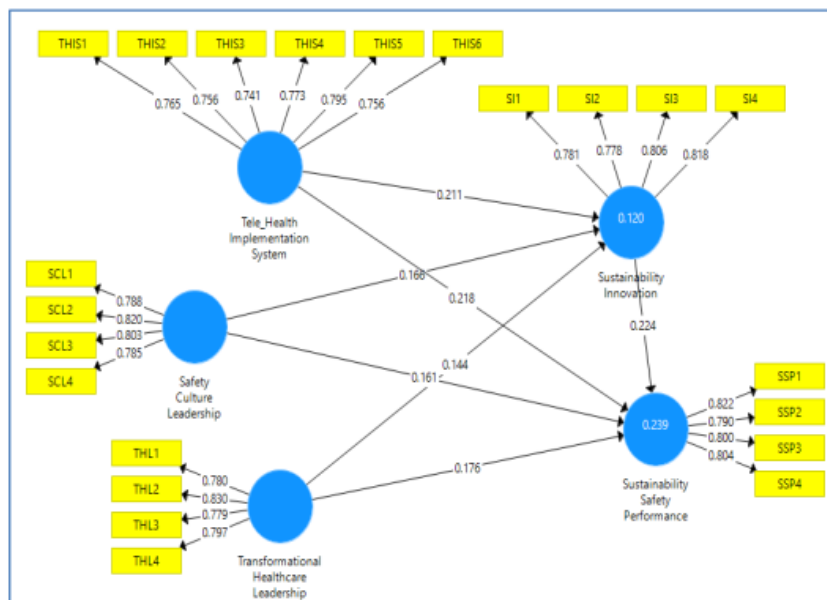 THIS1 THIS2 THIS3 THIS4 THIS5 THIS6
0.765 0.756 0.741 0.773 0.795 0.756
SI1 SI2 SI3 SI4
0.781 0.778 0.806 0.818
Tele_Health
Implementation
System
0.211
0.120
Sustainability
Innovation
SCL1
SCL2
SCL3
SCL4
0.788
0.820
0.803
0.785
Safety
Culture
Leadership
0.166
0.218
0.144
0.161
0.224
0.176
THL1
THL2
THL3
THL4
0.780
0.830
0.779
0.797
Transformational
Healthcare
Leadership
0.239
Sustainability
Safety
Performance
0.822
0.790
0.800
0.804
SSP1
SSP2
SSP3
SSP4